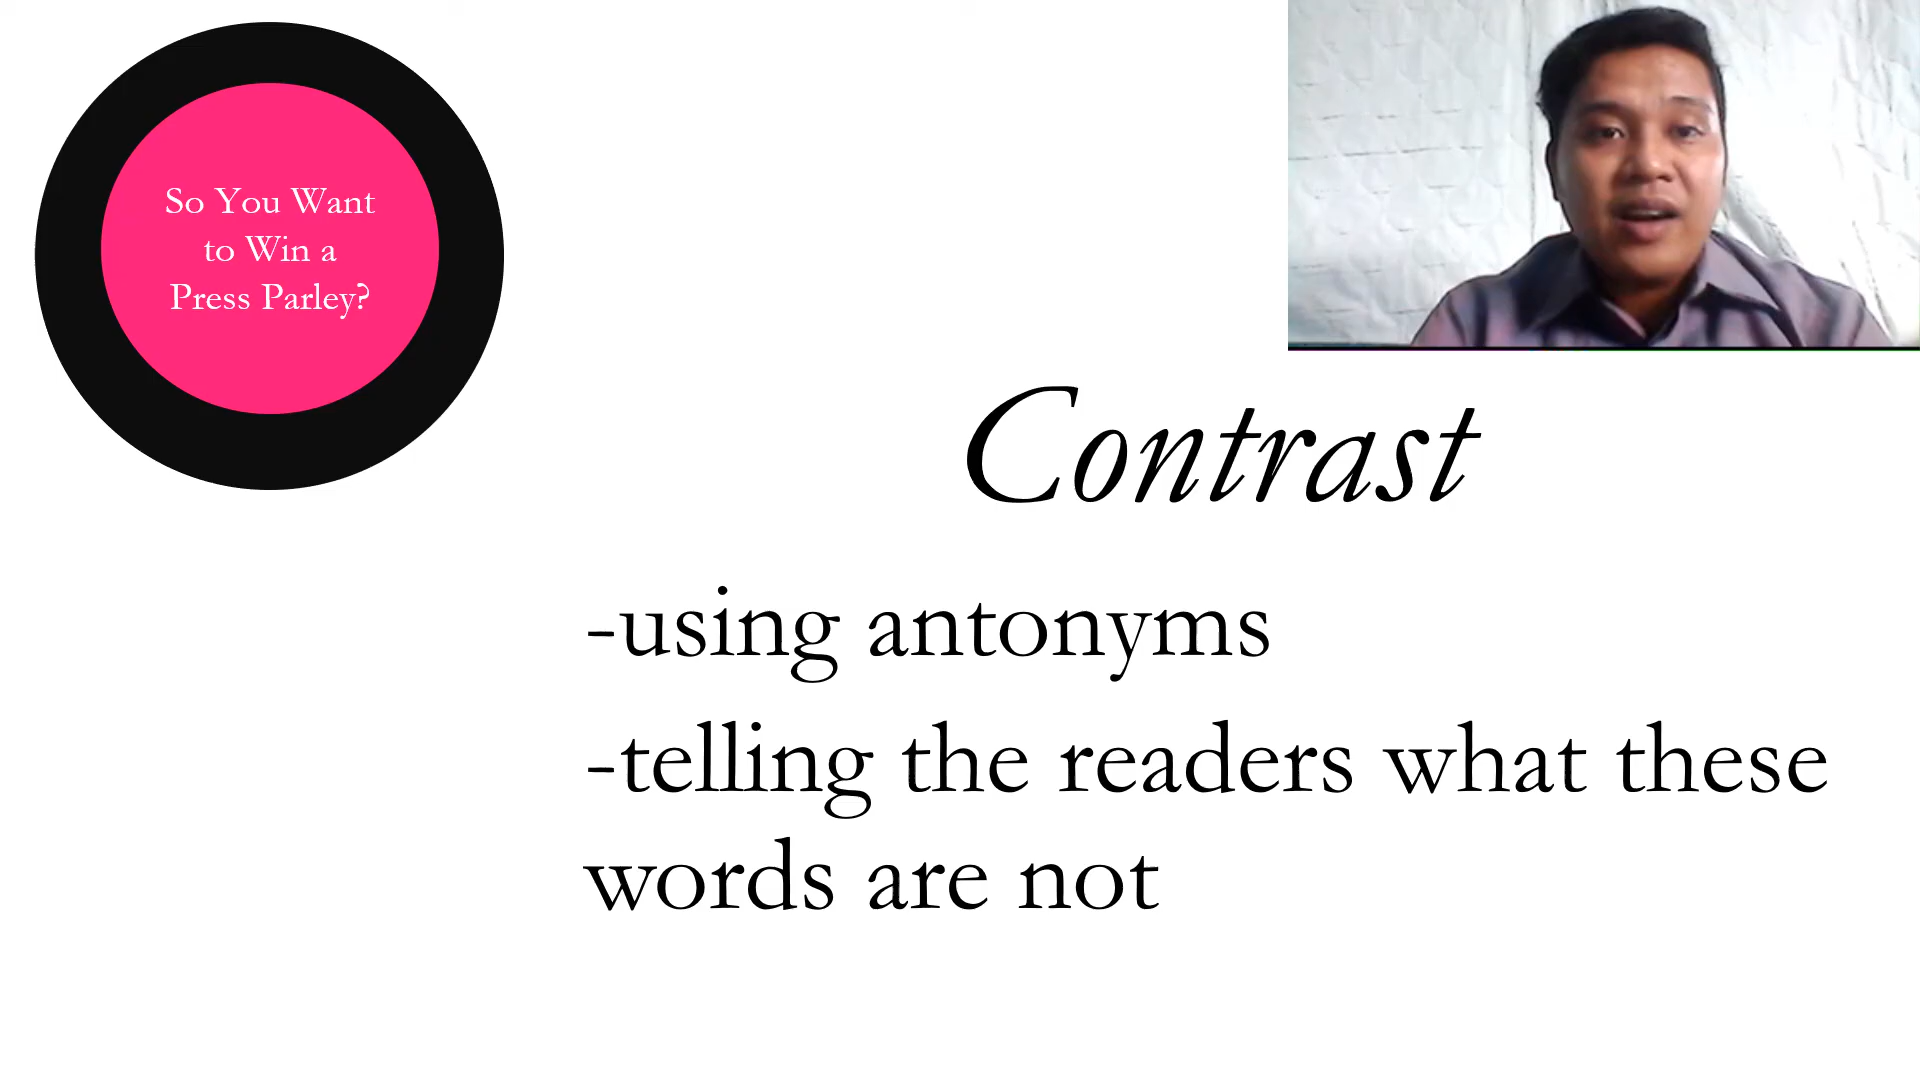 So You Want
to Win a
Press Parley?
Contrast
-using antonyms
-telling the readers what these
words are not